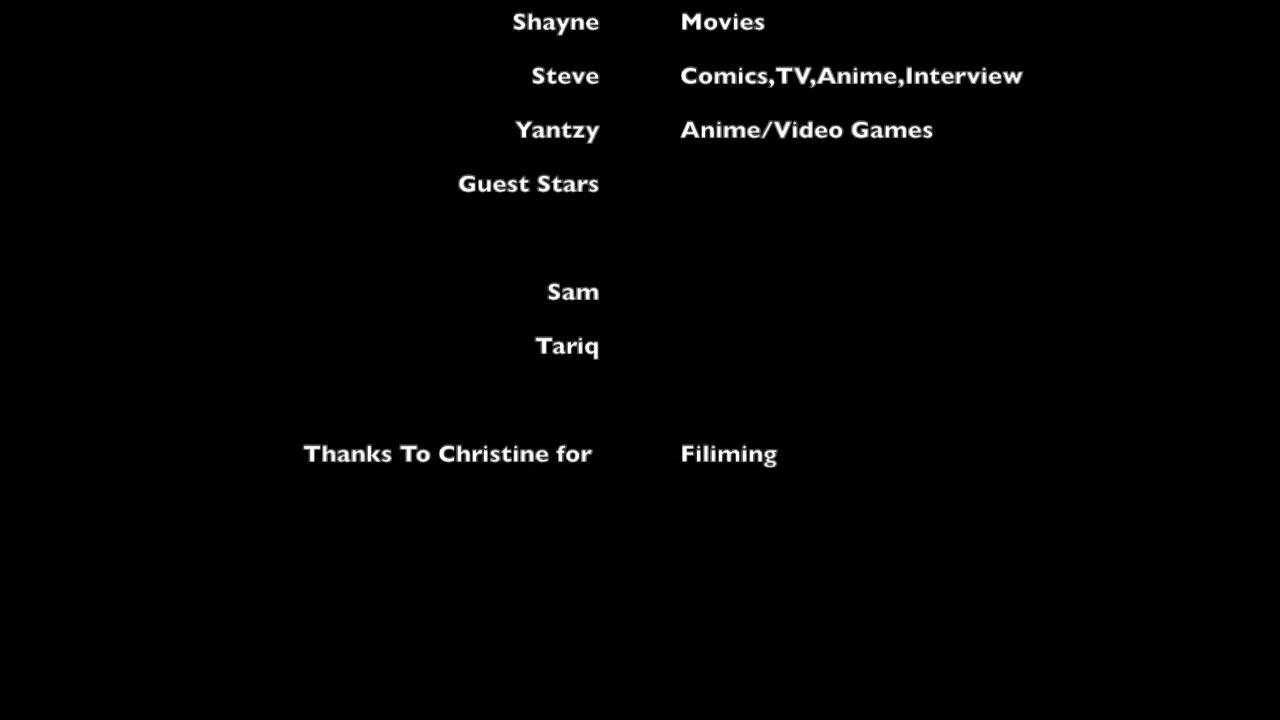 Shayne Movies
Steve Comics,TV,Anime,Interview
Yantzy Anime/Video Games
Guest Stars
Sam
Tariq
Thanks To Christine for Filiming